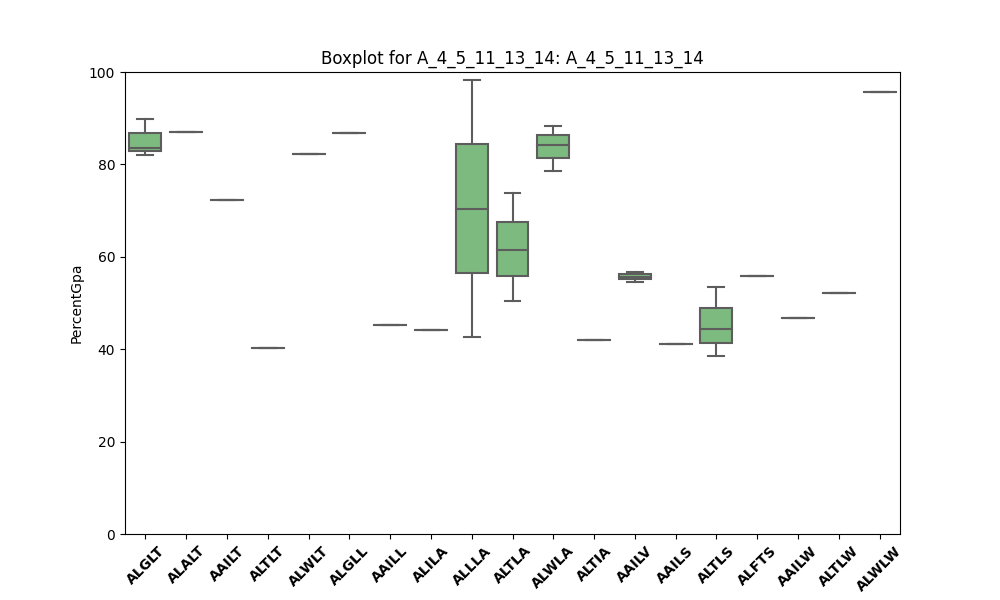 Boxplot for A_4_5_11_13_14: A_4_5_11_13_14
PercentGpa
100
80
60
40
20
0
ALGLT ALALT AAILT ALTLT ALWLT ALGLL AAILL ALILA ALLLA ALTLA ALWLA ALTIA AAILV AAILS ALTLS ALFTS AAILW ALTLW ALWLW